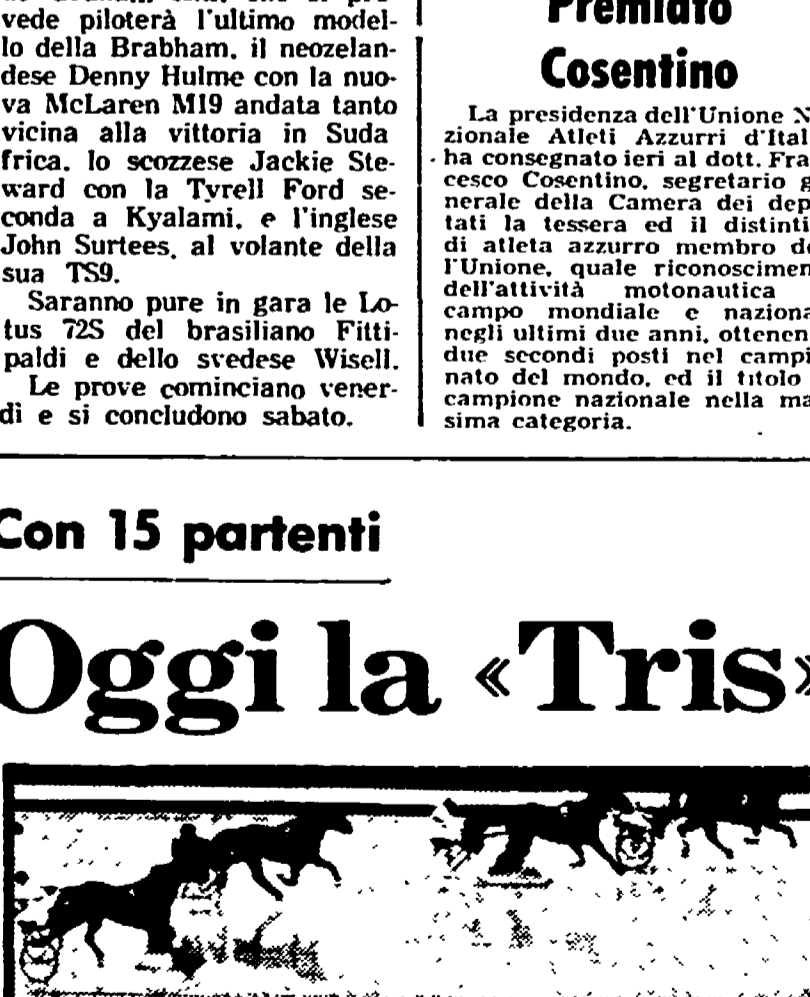 vede piloterà l'ultimo model-
lo della Brabham, il neozelan-
dese Denny Hulme con la nuo-
va McLaren M19 andata tanto
vicina alla vittoria in Suda
frica, lo scozzese Jackie Ste-
ward con la Tyrell Ford se-
conda a Kyalami, e l'inglese
John Surtees, al volante della
sua TS9.
Saranno pure in gara le Lo-
tus 72S del brasiliano Fitti-
paldi e dello svedese Wisell.
Le prove cominciano vener-
dì e si concludono sabato.
Premiato
Cosentino
La presidenza dell'Unione N
zionale Atleti Azzurri d'Ital
ha consegnato ieri al dott. Fra
cesco Cosentino, segretario g
nerale della Camera dei dep
tati la tessera ed il distinti
di atleta azzurro membro de
l'Unione, quale riconoscimen
dell'attività motonautica
campo mondiale e naziona
negli ultimi due anni, ottenen
due secondi posti nel campi
nato del mondo, ed il titolo
campione nazionale nella ma
sima categoria.
Con 15 partenti
Oggi la «Tris»